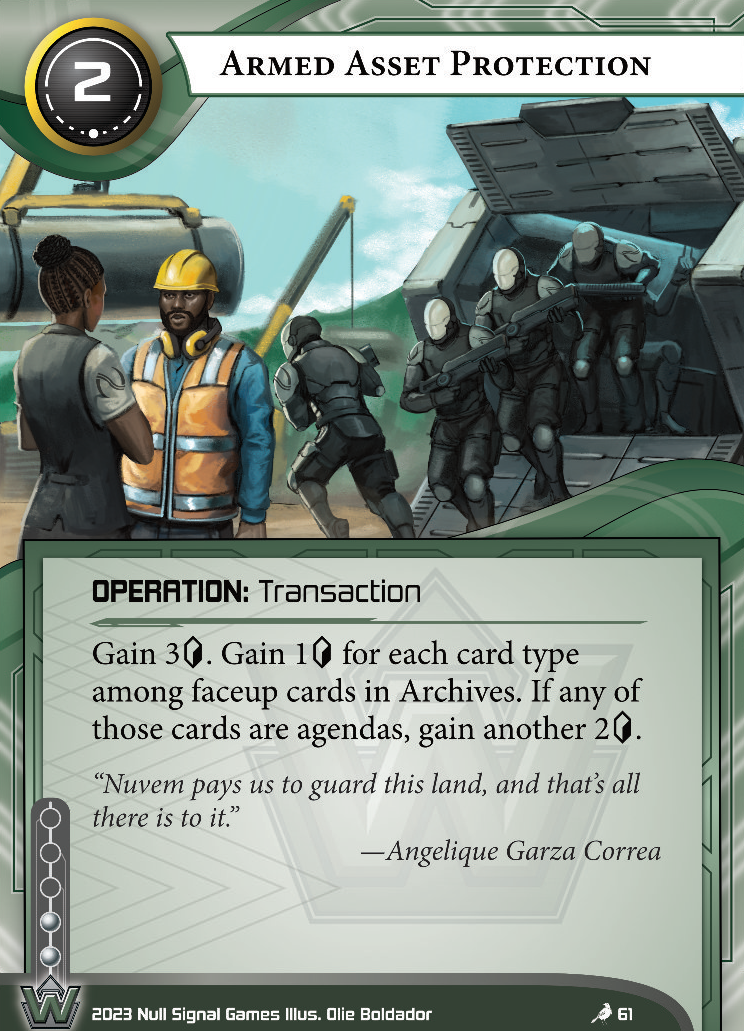 2
ARMED ASSET PROTECTION
OPERATION: Transaction
Gain 3. Gain 1 for each card type
among faceup cards in Archives. If any of
those cards are agendas, gain another 2.
“Nuvem pays us to guard this land, and that’s all
there is to it.”
—Angelique Garza Correa
W
2023 Null Signal Games Illus. Olie Boldador
61